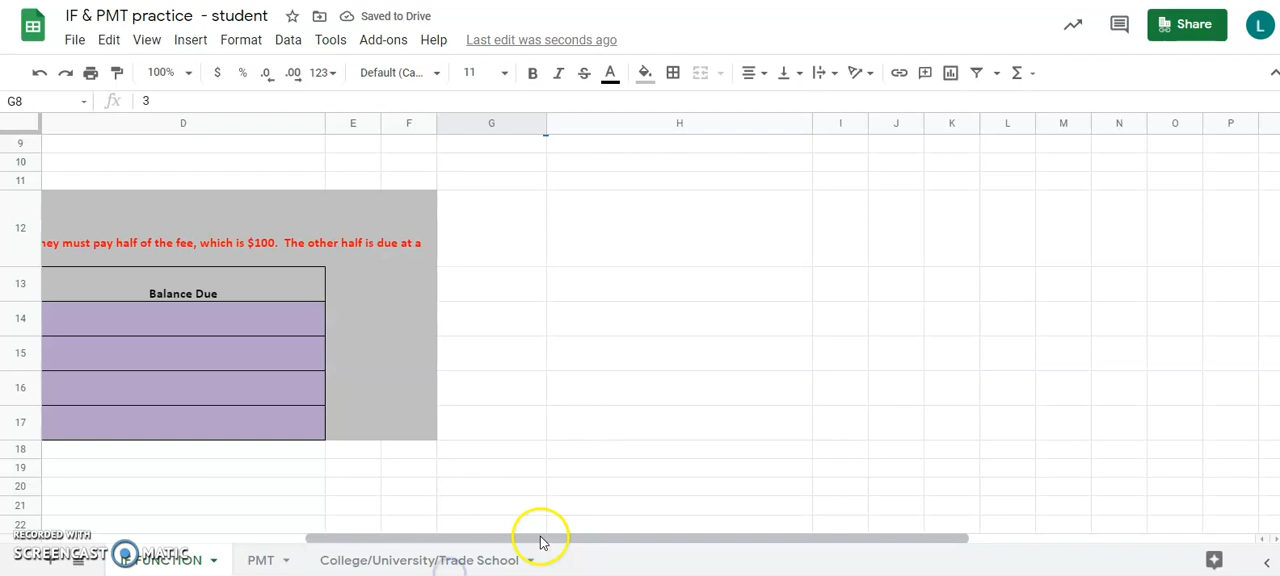 IF & PMT practice - student
Saved to Drive
Share
L
File Edit View Insert Format Data Tools Add-ons Help Last edit was seconds ago
100% $ % .0 .00 123 Default (Ca... 11 B I S A Σ
G8 fx 3
D E F G H I J K L M N O P
9
10
11
12
hey must pay half of the fee, which is $100. The other half is due at a
13
Balance Due
14
15
16
17
18
19
20
21
22
RECORDED WITH
SCREENCAST MATIC
IF FUNCTION PMT College/University/Trade School